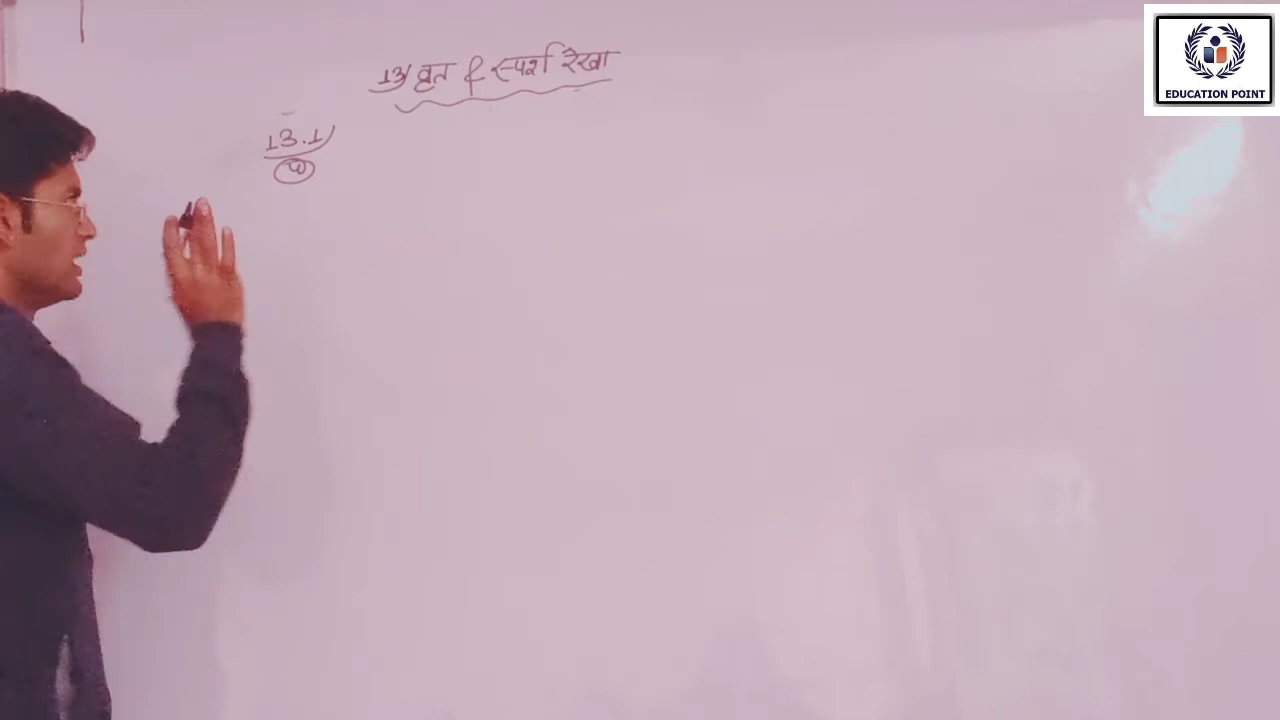 13) वृत & स्पर्श रेखा
13.1)
EDUCATION POINT